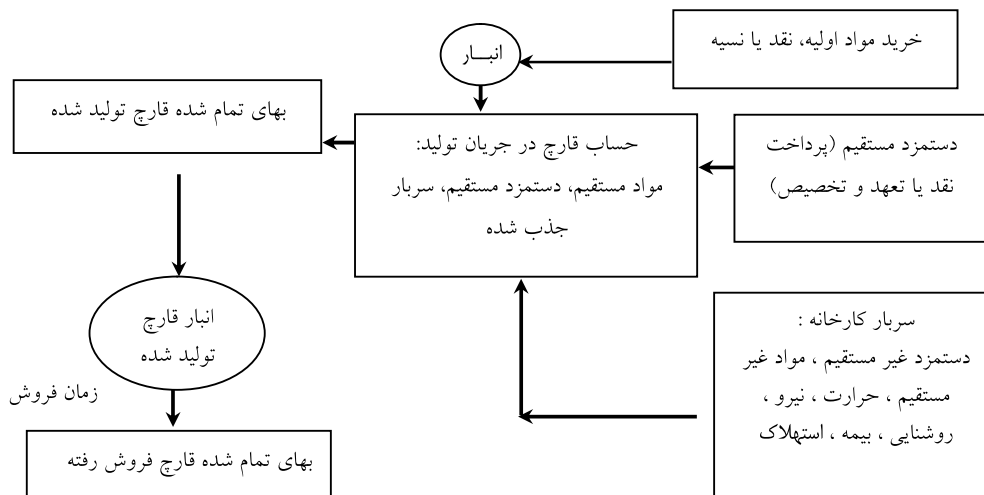 خرید مواد اولیه، نقد یا نسیه
انبـــار
بهای تمام شده قارچ تولید شده
دستمزد مستقیم (پرداخت
نقد یا تعهد و تخصیص)
حساب قارچ در جریان تولید:
مواد مستقیم، دستمزد مستقیم، سربار
جذب شده
سربار کارخانه :
دستمزد غیر مستقیم ، مواد غیر
مستقیم ، حرارت ، نیرو ،
روشنایی ، بیمه ، استهلاک
انبار قارچ
تولید شده
زمان فروش
بهای تمام شده قارچ فروش رفته